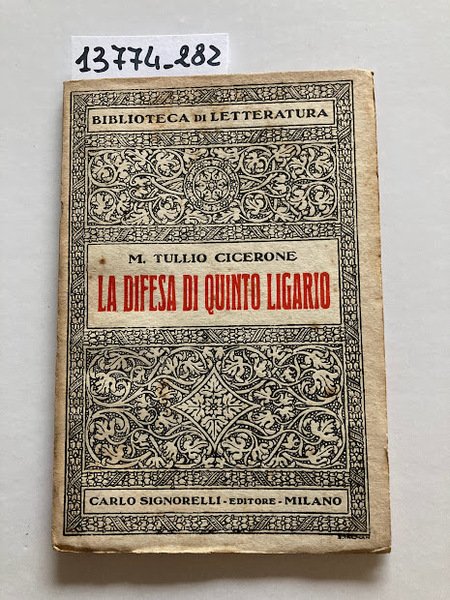 13774_282
BIBLIOTECA DI LETTERATURA
M. TULLIO CICERONE
LA DIFESA DI QUINTO LIGARIO
CARLO SIGNORELLI - EDITORE - MILANO